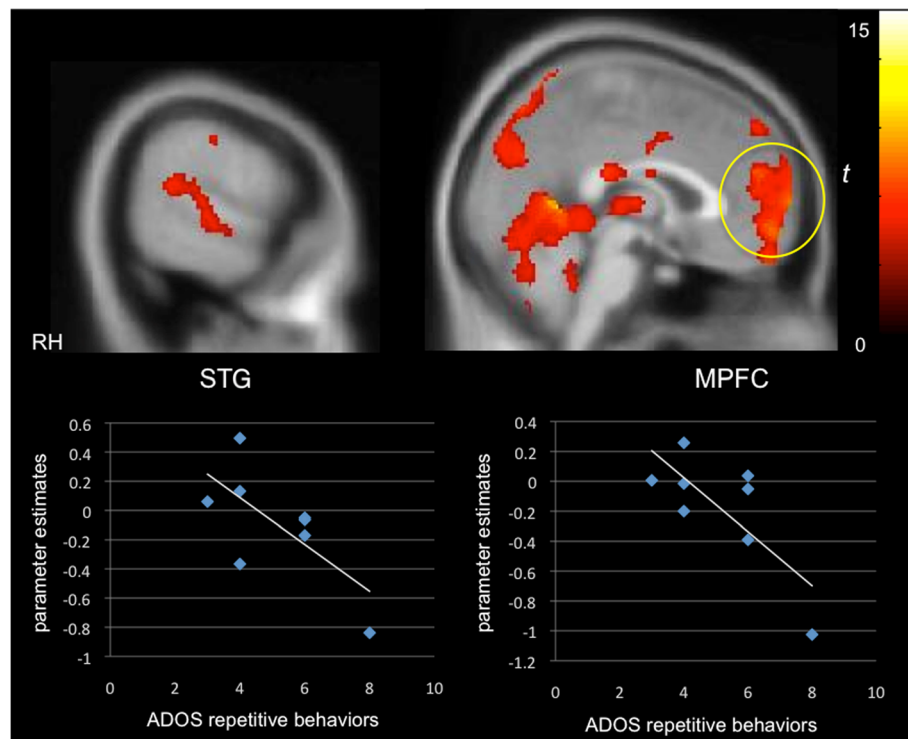 15
t
0
RH
STG
MPFC
0.6
0.4
0.2
0
-0.2
-0.4
-0.6
-0.8
-1
parameter estimates
0 2 4 6 8 10
ADOS repetitive behaviors
0.4
0.2
0
-0.2
-0.4
-0.6
-0.8
-1
-1.2
parameter estimates
0 2 4 6 8 10
ADOS repetitive behaviors